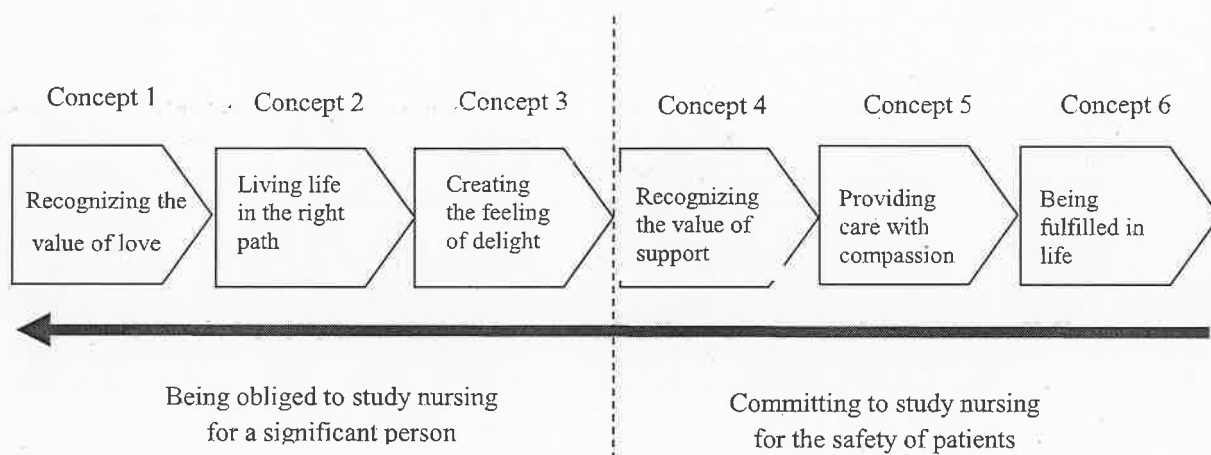 Concept 1
Concept 2
Concept 3
Concept 4
Concept 5
Concept 6
Recognizing the
value of love
Living life
in the right
path
Creating
the feeling
of delight
Recognizing
the value of
support
Providing
care with
compassion
Being
fulfilled in
life
Being obliged to study nursing
for a significant person
Committing to study nursing
for the safety of patients